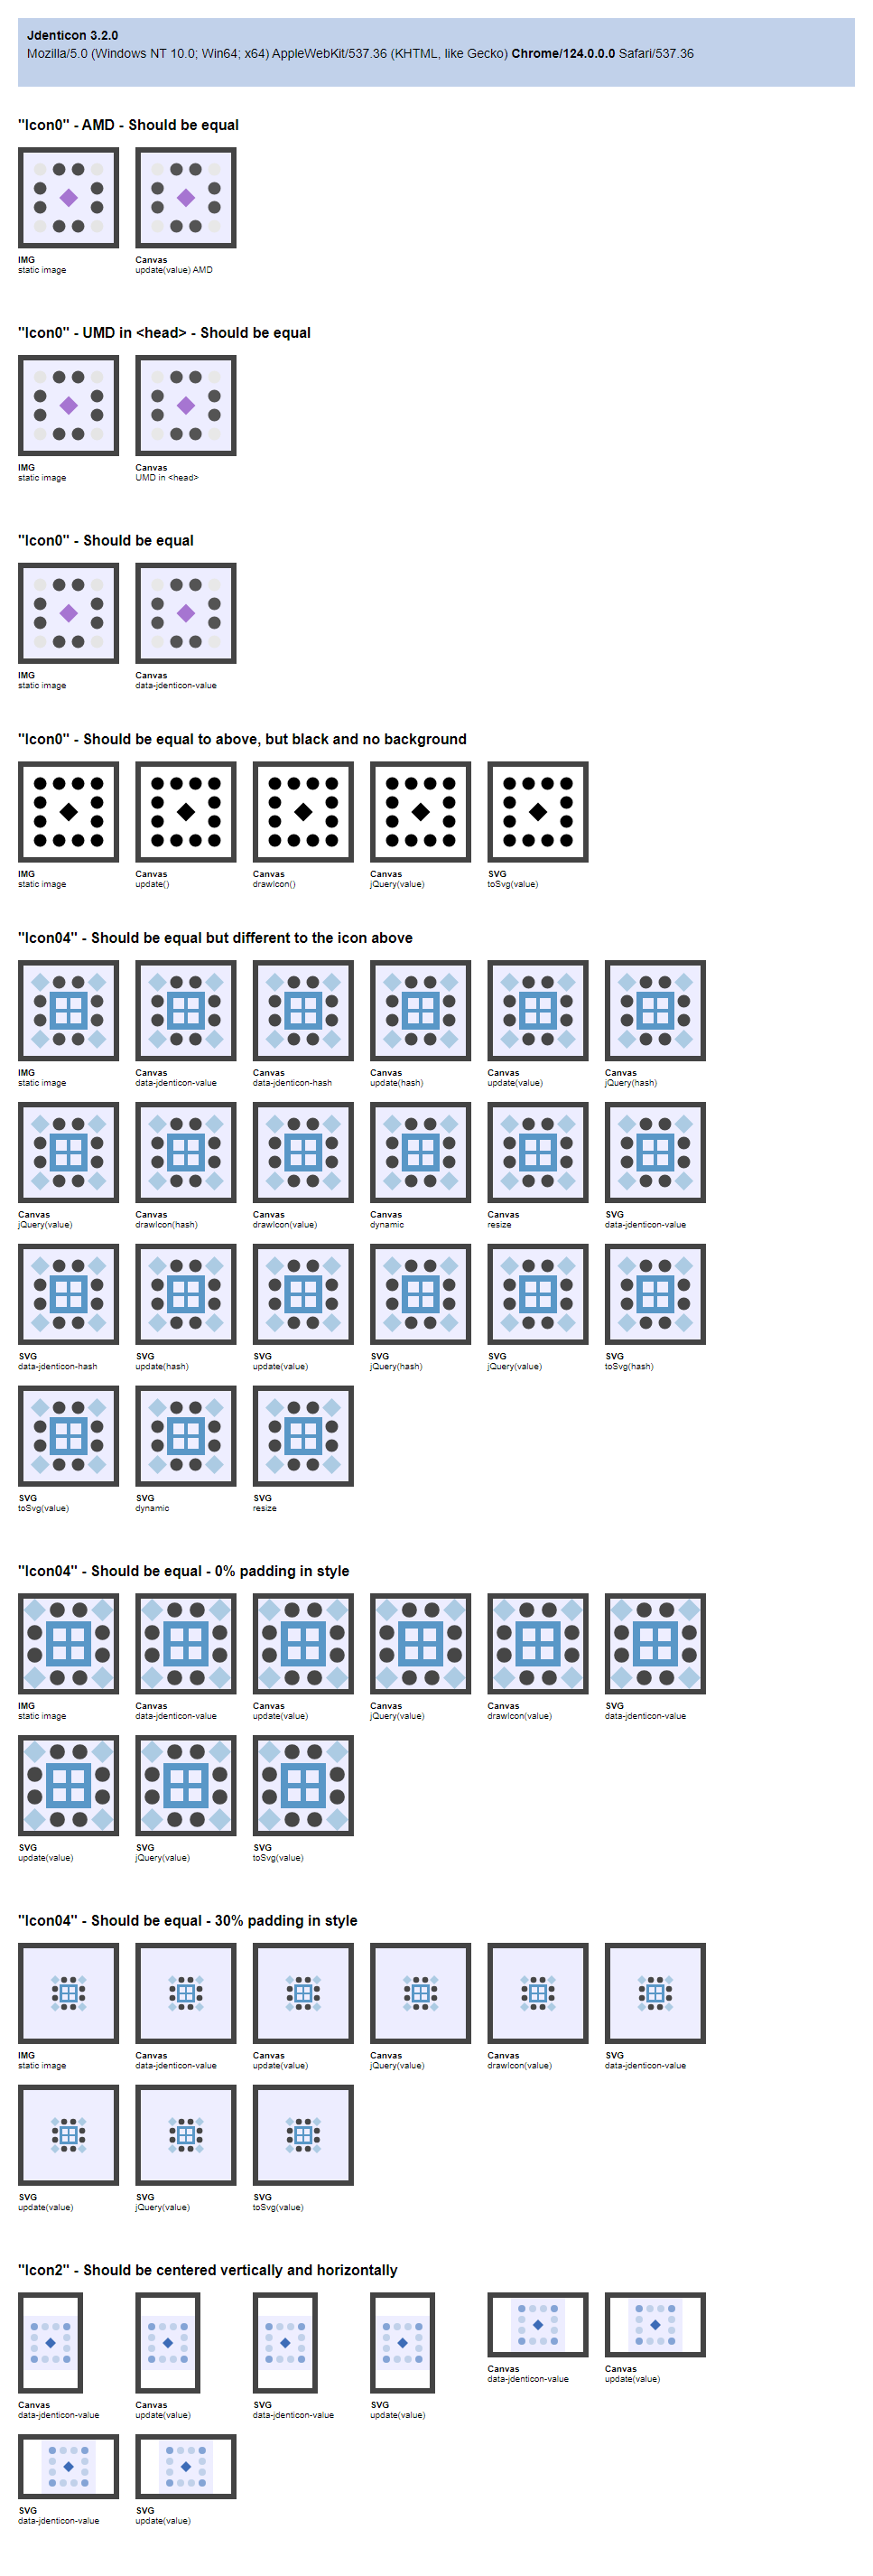 Jdenticon 3.2.0
Mozilla/5.0 (Windows NT 10.0; Win64; x64) AppleWebKit/537.36 (KHTML, like Gecko) Chrome/124.0.0.0 Safari/537.36
"Icon0" - AMD - Should be equal
IMG Canvas
static image update(value) AMD
"Icon0" - UMD in <head> - Should be equal
IMG Canvas
static image UMD in <head>
"Icon0" - Should be equal
IMG Canvas
static image data-jdenticon-value
"Icon0" - Should be equal to above, but black and no background
IMG Canvas Canvas Canvas SVG
static image update() drawIcon() jQuery(value) toSvg(value)
"Icon04" - Should be equal but different to the icon above
IMG Canvas Canvas Canvas Canvas Canvas
static image data-jdenticon-value data-jdenticon-hash update(hash) update(value) jQuery(hash)
Canvas Canvas Canvas Canvas Canvas SVG
jQuery(value) drawIcon(hash) drawIcon(value) dynamic resize data-jdenticon-value
SVG SVG SVG SVG SVG SVG
data-jdenticon-hash update(hash) update(value) jQuery(hash) jQuery(value) toSvg(hash)
SVG SVG SVG
toSvg(value) dynamic resize
"Icon04" - Should be equal - 0% padding in style
IMG Canvas Canvas Canvas Canvas SVG
static image data-jdenticon-value update(value) jQuery(value) drawIcon(value) data-jdenticon-value
SVG SVG SVG
update(value) jQuery(value) toSvg(value)
"Icon04" - Should be equal - 30% padding in style
IMG Canvas Canvas Canvas Canvas SVG
static image data-jdenticon-value update(value) jQuery(value) drawIcon(value) data-jdenticon-value
SVG SVG SVG
update(value) jQuery(value) toSvg(value)
"Icon2" - Should be centered vertically and horizontally
Canvas Canvas
data-jdenticon-value update(value)
Canvas Canvas SVG SVG
data-jdenticon-value update(value) data-jdenticon-value update(value)
SVG SVG
data-jdenticon-value update(value)